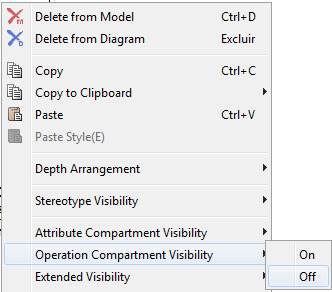 Delete from Model Ctrl+D
Delete from Diagram Excluir
Copy Ctrl+C
Copy to Clipboard
Paste Ctrl+V
Paste Style(E)
Depth Arrangement
Stereotype Visibility
Attribute Compartment Visibility
Operation Compartment Visibility On
Extended Visibility Off